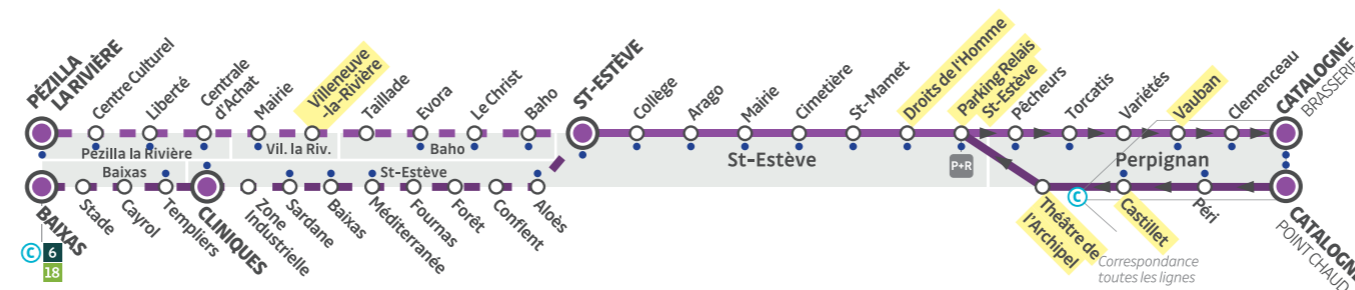 PÉZILLA
LA RIVIÈRE
Centre Culturel
Liberté
Centrale
d'Achat
Mairie
Villeneuve
-la-Rivière
Taillade
Evora
Le Christ
Baho
ST-ESTÈVE
Collège
Arago
Mairie
Cimetière
St-Mamet
Droits de l'Homme
Parking Relais
St-Estève
Pêcheurs
Torcatis
Variétés
Vauban
Clemenceau
CATALOGNE
BRASSERIE
Pézilla la Rivière
Vil. la Riv.
Baho
Baixas
St-Estève
St-Estève
P+R
Perpignan
BAIXAS
Stade
Cayrol
Templiers
CLINIQUES
Zone
Industrielle
Sardane
Baixas
Méditerranée
Fournas
Forêt
Conflent
Aloès
Théâtre de
l'Archipel
C
Castillet
Péri
CATALOGNE
POINT CHAUD
C 6
18
Correspondance
toutes les lignes